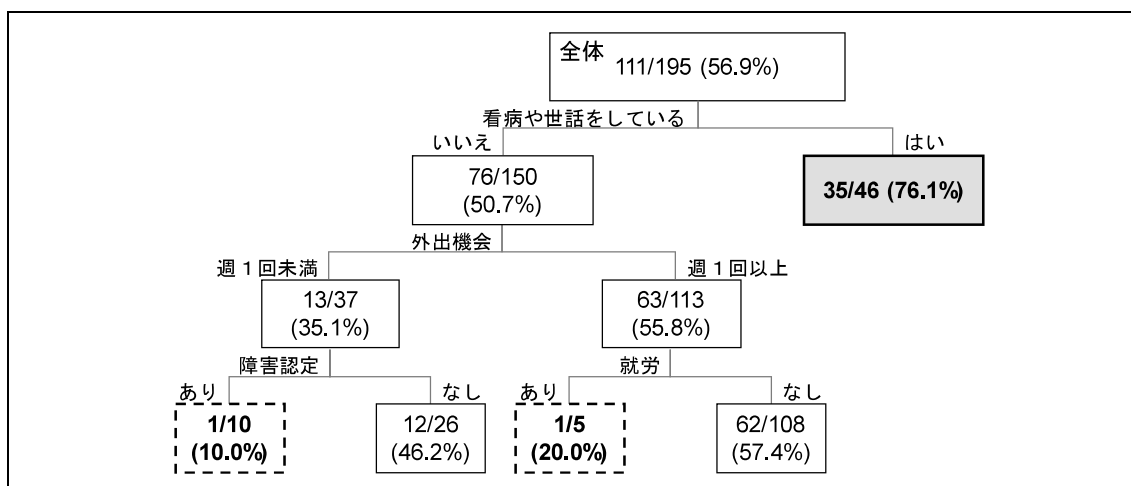 全体
111/195 (56.9%)
看病や世話をしている
いいえ
はい
76/150
(50.7%)
35/46 (76.1%)
外出機会
週１回未満
週１回以上
13/37
(35.1%)
63/113
(55.8%)
障害認定
就労
あり
なし
あり
なし
1/10
(10.0%)
12/26
(46.2%)
1/5
(20.0%)
62/108
(57.4%)